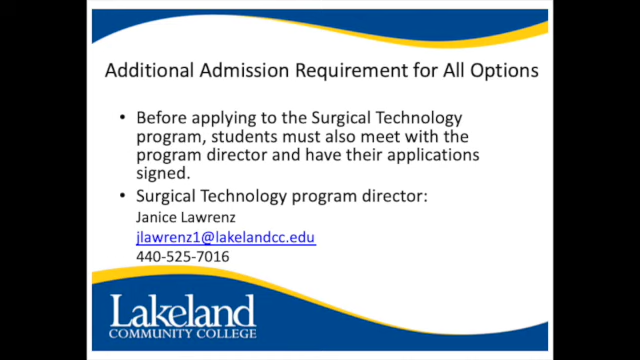 Additional Admission Requirement for All Options
• Before applying to the Surgical Technology
program, students must also meet with the
program director and have their applications
signed.
• Surgical Technology program director:
Janice Lawrenz
jlawrenz1@lakelandcc.edu
440-525-7016
Lakeland
COMMUNITY COLLEGE